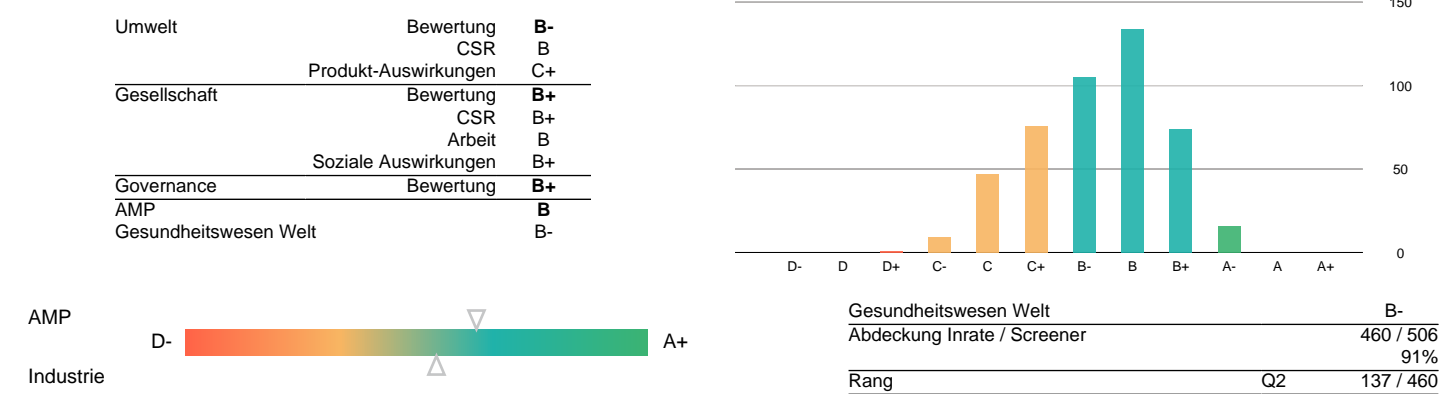 Umwelt Bewertung B-
CSR B
Produkt-Auswirkungen C+
Gesellschaft Bewertung B+
CSR B+
Arbeit B
Soziale Auswirkungen B+
Governance Bewertung B+
AMP B
Gesundheitswesen Welt B-
150
100
50
0
D- D D+ C- C C+ B- B B+ A- A A+
AMP
D- A+
Industrie
Gesundheitswesen Welt B-
Abdeckung Inrate / Screener 460 / 506
91%
Rang Q2 137 / 460